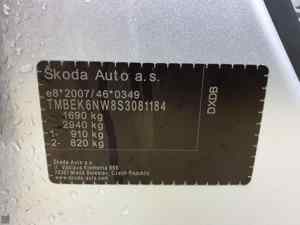 Škoda Auto a.s.
e8*2007/46*0349
TMBEK6NW8S3081184
1690 kg
2940 kg
1- 910 kg
2- 820 kg
DXDB
Škoda Auto a.s.
tř. Václava Klementa 869
29301 Mladá Boleslav, Czech Republic
www.skoda-auto.com